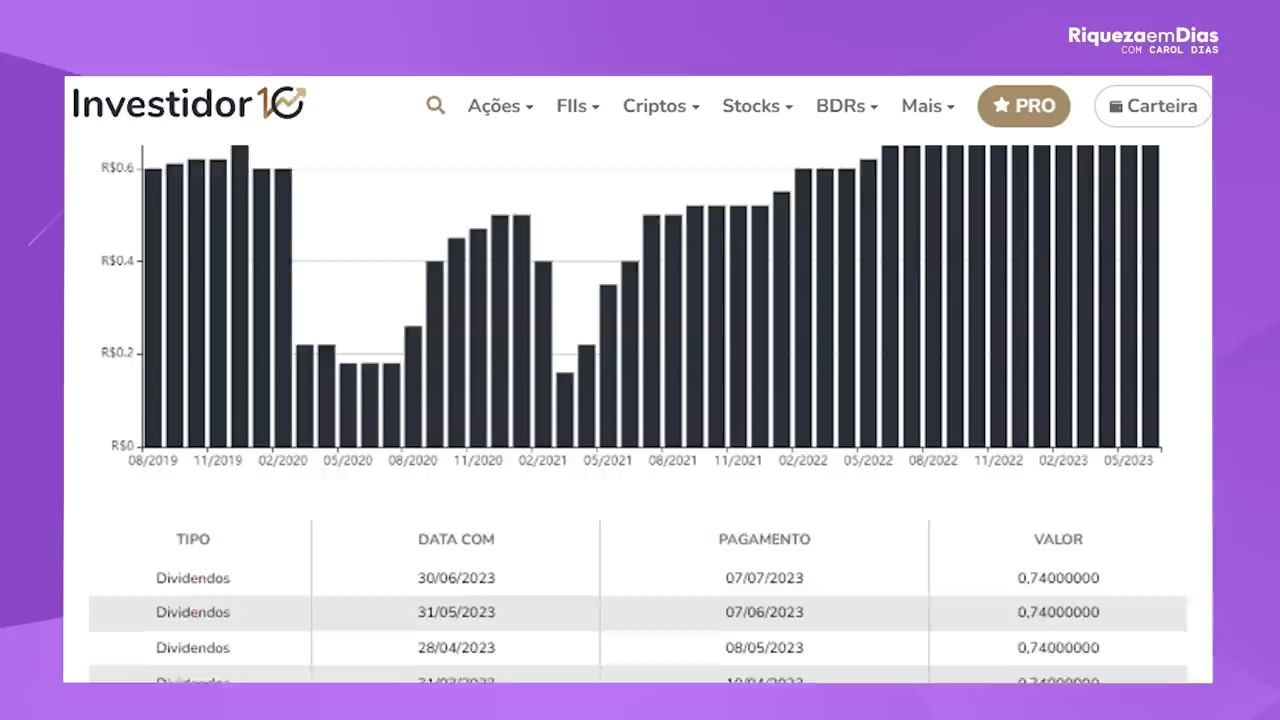 RiquezaemDias
COM CAROL DIAS
Investidor 10
Ações FIIs Criptos Stocks BDRs Mais PRO Carteira
R$0.6
R$0.4
R$0.2
R$0
08/2019 11/2019 02/2020 05/2020 08/2020 11/2020 02/2021 05/2021 08/2021 11/2021 02/2022 05/2022 08/2022 11/2022 02/2023 05/2023
TIPO DATA COM PAGAMENTO VALOR
Dividendos 30/06/2023 07/07/2023 0,74000000
Dividendos 31/05/2023 07/06/2023 0,74000000
Dividendos 28/04/2023 08/05/2023 0,74000000